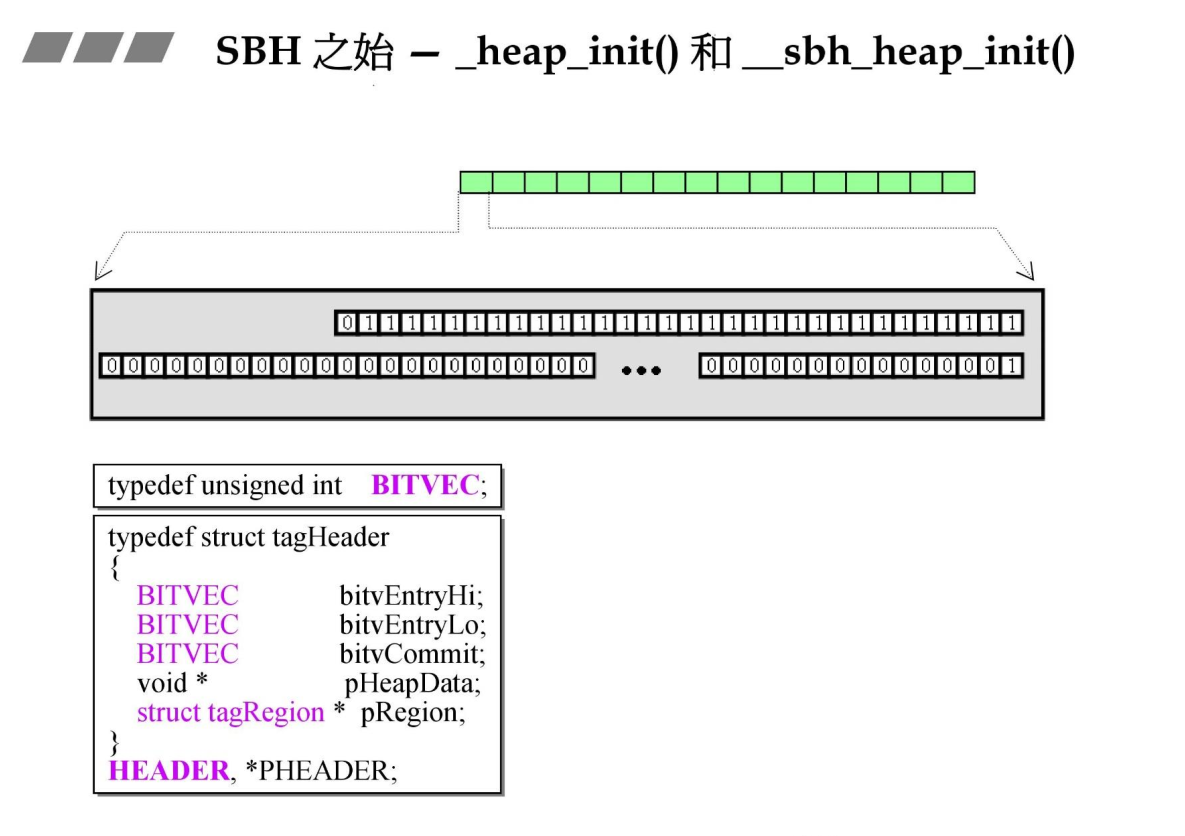 SBH 之始 – _heap_init() 和 __sbh_heap_init()
0 1 1 1 1 1 1 1 1 1 1 1 1 1 1 1 1 1 1 1 1 1 1 1 1 1 1 1 1 1 1 1
0 0 0 0 0 0 0 0 0 0 0 0 0 0 0 0 0 0 0 0 0 0 0 ••• 0 0 0 0 0 0 0 0 0 0 0 0 0 0 1
typedef unsigned int BITVEC;
typedef struct tagHeader
{
BITVEC bitvEntryHi;
BITVEC bitvEntryLo;
BITVEC bitvCommit;
void * pHeapData;
struct tagRegion * pRegion;
}
HEADER, *PHEADER;